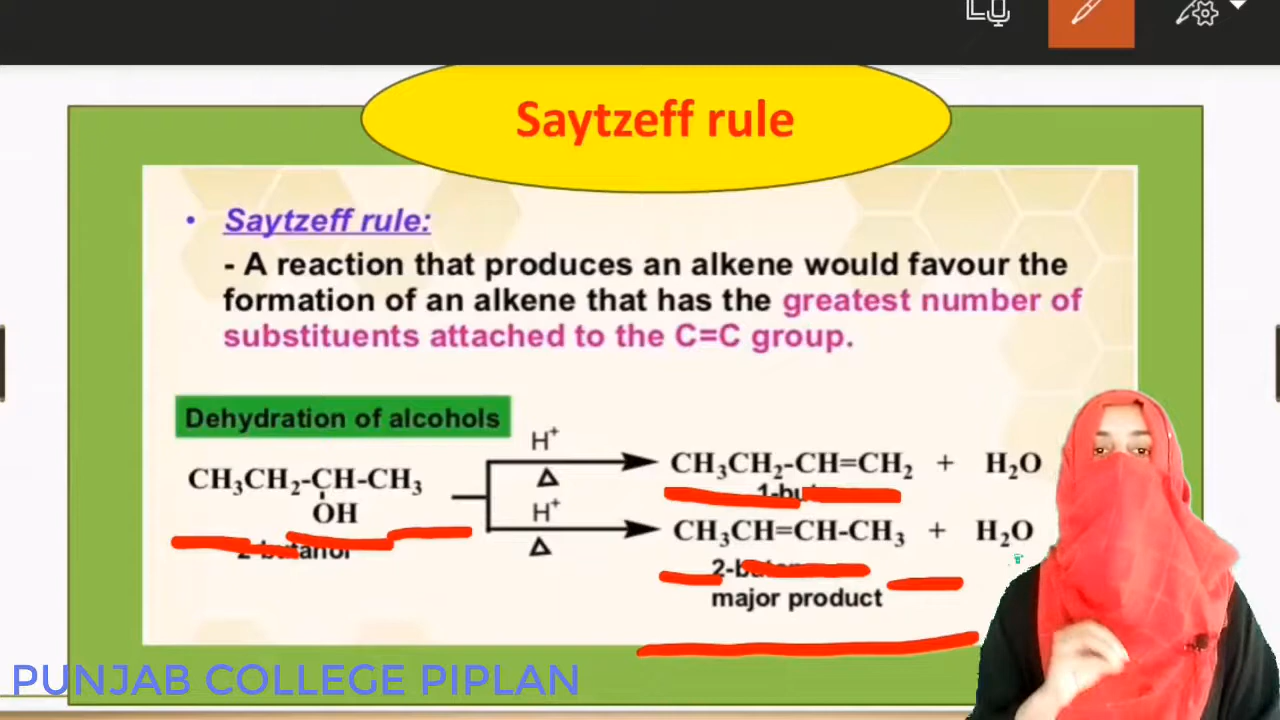 Saytzeff rule
• Saytzeff rule:
- A reaction that produces an alkene would favour the
formation of an alkene that has the greatest number of
substituents attached to the C=C group.
Dehydration of alcohols
H⁺
CH₃CH₂-CH-CH₃
OH
Δ
CH₃CH₂-CH=CH₂ + H₂O
H⁺
Δ
CH₃CH=CH-CH₃ + H₂O
major product
PUNJAB COLLEGE PIPLAN